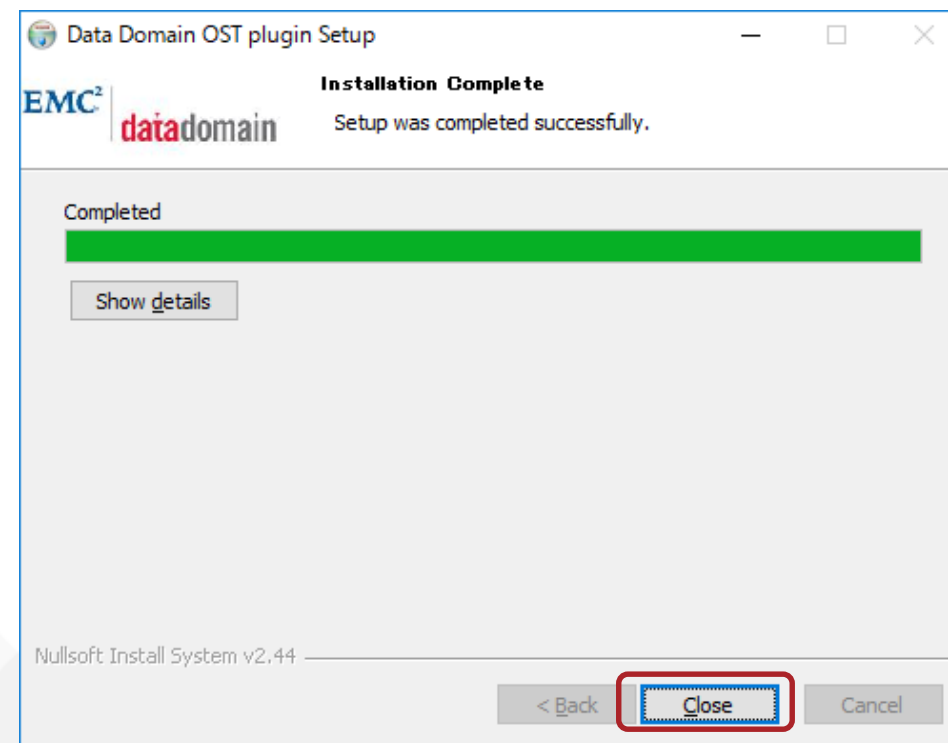 Data Domain OST plugin Setup
EMC²
datadomain
Installation Complete
Setup was completed successfully.
Completed
Show details
Nullsoft Install System v2.44
< Back
Close
Cancel